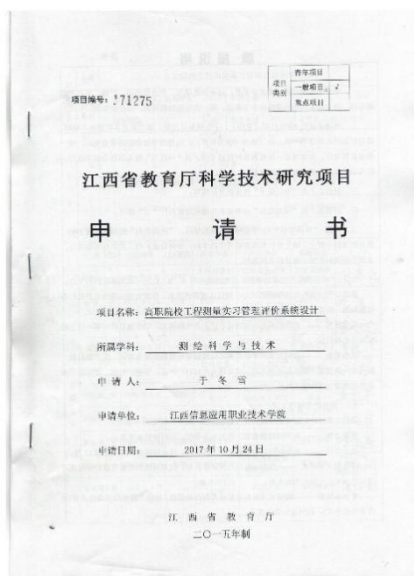 项目编号：171275
项目类别
青年项目
一般项目 √
重点项目
江西省教育厅科学技术研究项目
申 请 书
项目名称：高职院校工程测量实习管理评价系统设计
所属学科：测绘科学与技术
申 请 人：于冬雪
申请单位：江西信息应用职业技术学院
申请日期：2017年10月24日
江 西 省 教 育 厅
二〇一五年制